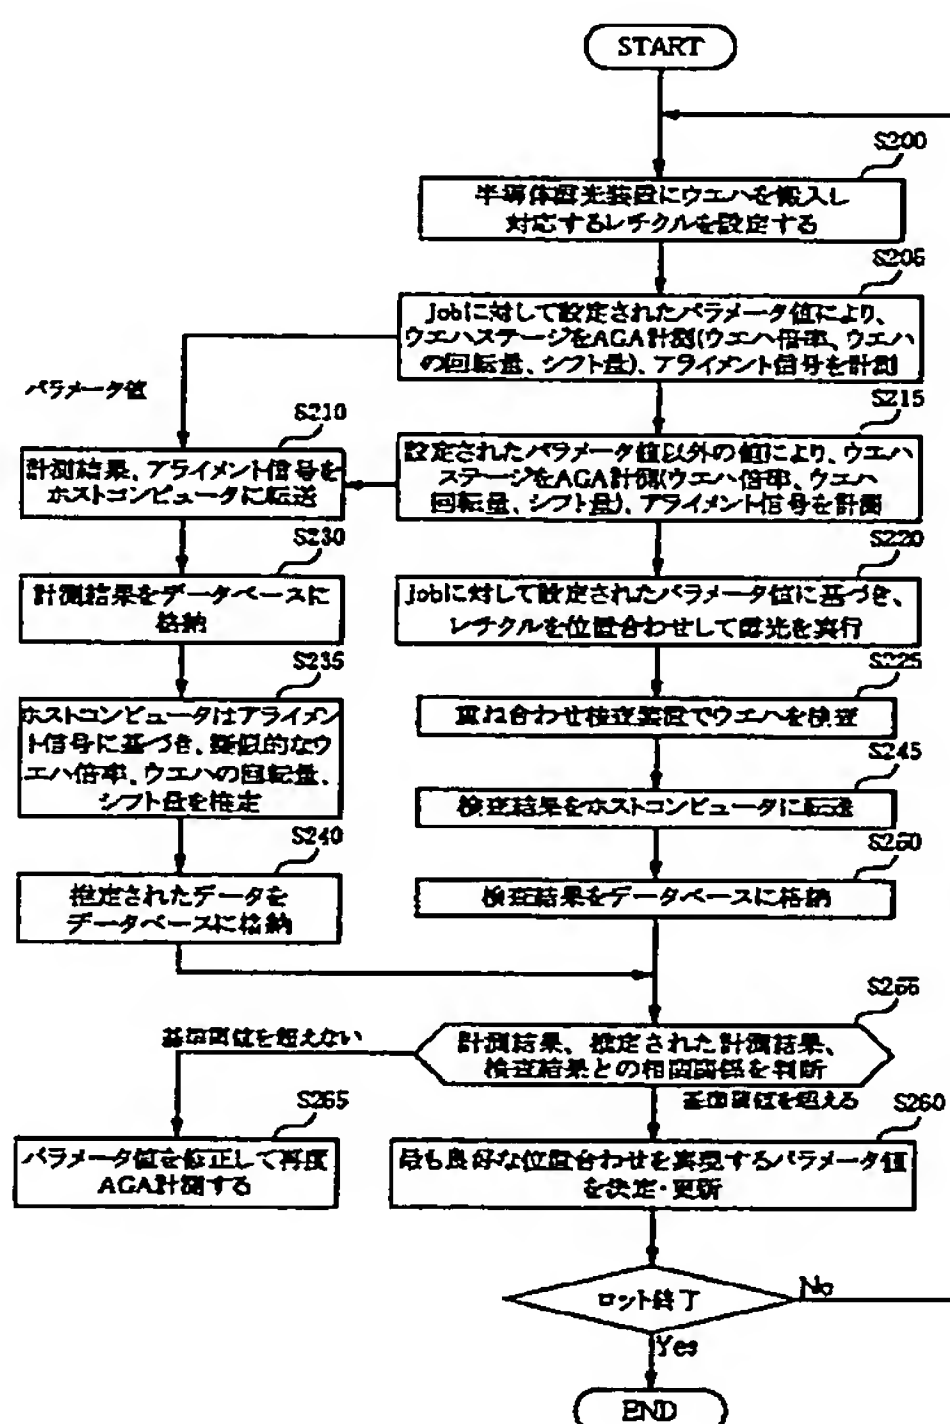 START
S200
半導体露光装置にウエハを搬入し
対応するレチクルを設定する
S205
Jobに対して設定されたパラメータ値により、
ウエハステージをAGA計測(ウエハ倍率、ウエハ
の回転量、シフト量)、アライメント信号を計測
パラメータ値
S210
計測結果、アライメント信号を
ホストコンピュータに転送
S215
設定されたパラメータ値以外の値により、ウエハ
ステージをAGA計測(ウエハ倍率、ウエハ
回転量、シフト量)、アライメント信号を計測
S230
計測結果をデータベースに
格納
S220
Jobに対して設定されたパラメータ値に基づき、
レチクルを位置合わせして露光を実行
S235
ホストコンピュータはアライメン
ト信号に基づき、疑似的なウ
エハ倍率、ウエハの回転量、
シフト量を推定
S225
重ね合わせ検査装置でウエハを検査
S245
検査結果をホストコンピュータに転送
S240
推定されたデータを
データベースに格納
S250
検査結果をデータベースに格納
S255
計測結果、推定された計測結果、
検査結果との相関関係を判断
基準閾値を超えない
基準閾値を超える
S265
パラメータ値を修正して再度
AGA計測する
S260
最も良好な位置合わせを実現するパラメータ値
を決定・更新
ロット終了
No
Yes
END